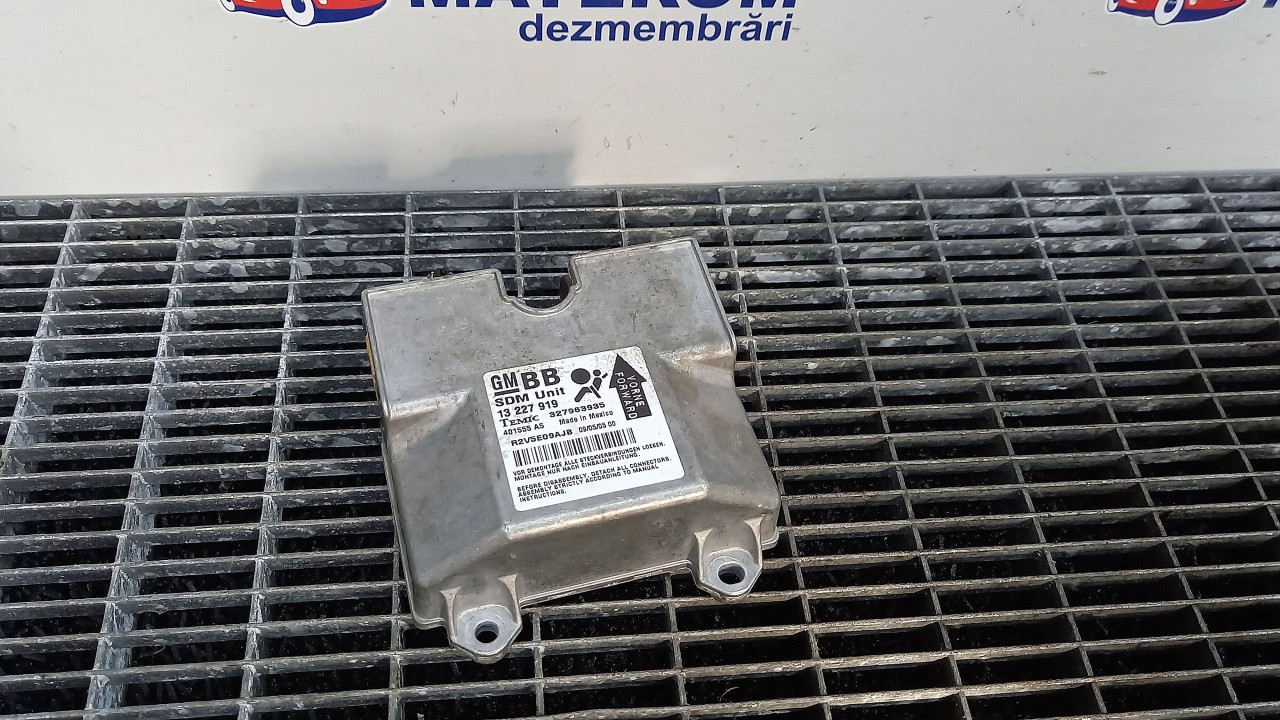 dezmembrări
GM BB
SDM Unit
13 227 919
TEMIC 327963935
401555 A5 Made in Mexico
R2V5E09AJB 09/05/05 00
VORNE
FORWARD
VOR DEMONTAGE ALLE STECKVERBINDUNGEN LOESEN.
MONTAGE NUR NACH EINBAUANLEITUNG.
BEFORE DISASSEMBLY, DETACH ALL CONNECTORS.
ASSEMBLY STRICTLY ACCORDING TO MANUAL
INSTRUCTIONS.